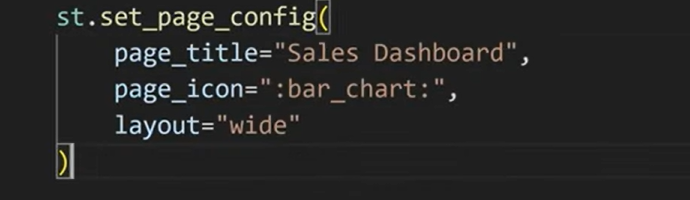 st.set_page_config(
    page_title="Sales Dashboard",
    page_icon=":bar_chart:",
    layout="wide"
)